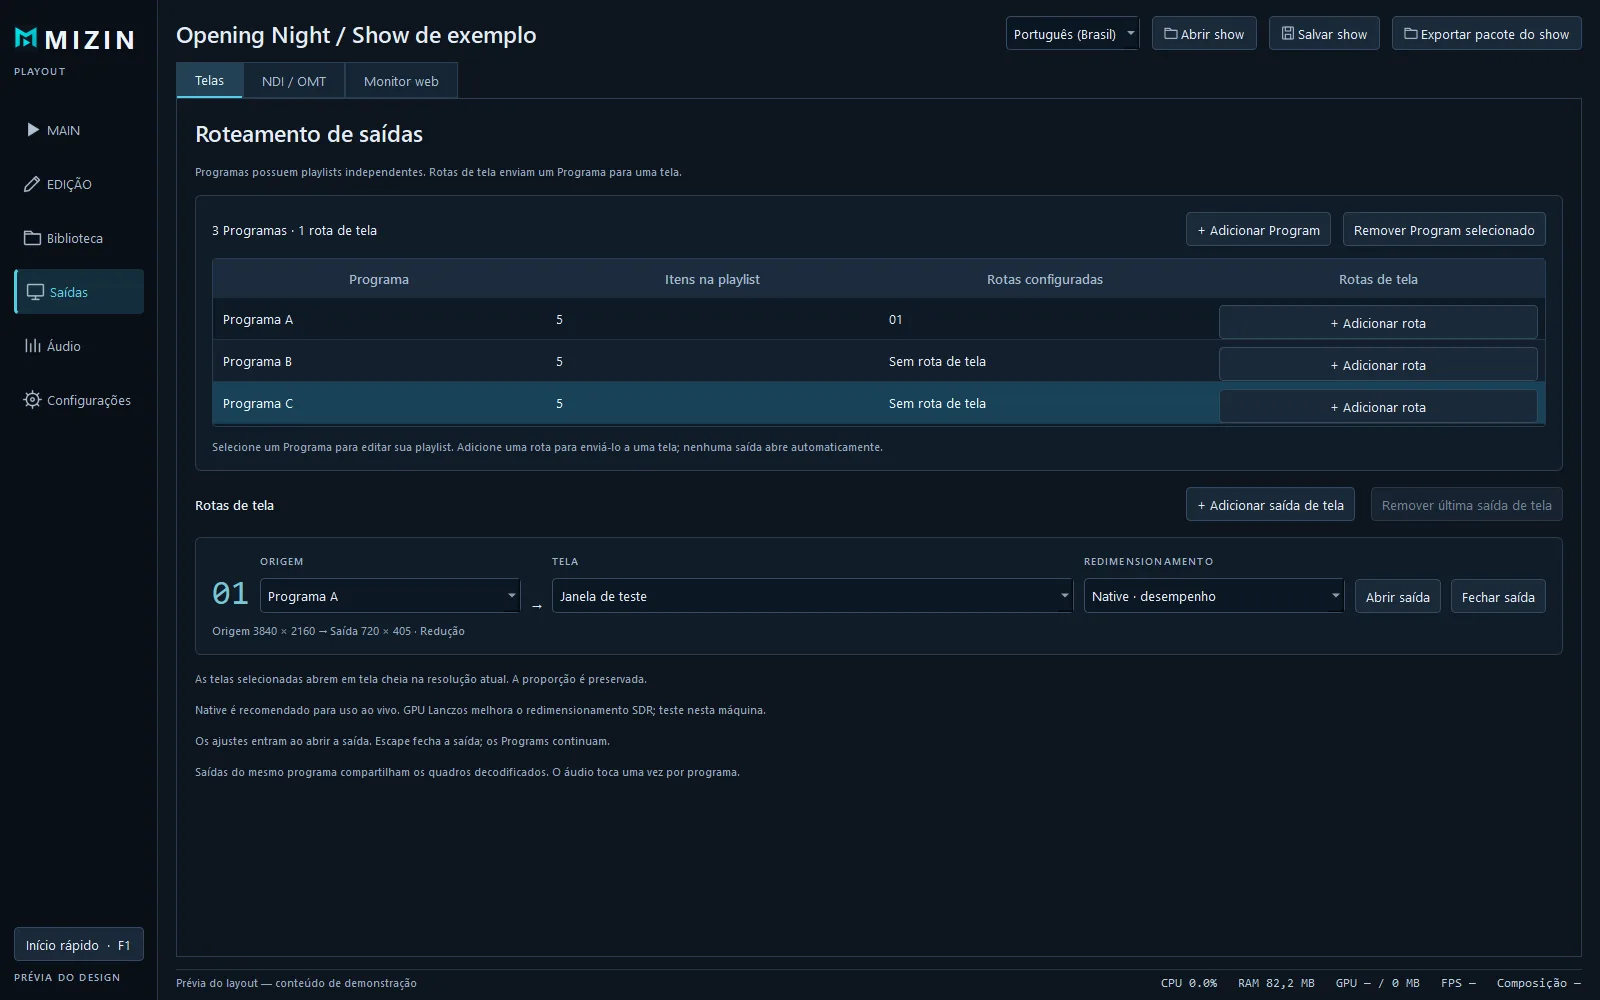 MIZIN
PLAYOUT
MAIN
EDIÇÃO
Biblioteca
Saídas
Áudio
Configurações
Início rápido · F1
PRÉVIA DO DESIGN
Opening Night / Show de exemplo
Português (Brasil)
Abrir show
Salvar show
Exportar pacote do show
Telas
NDI / OMT
Monitor web
Roteamento de saídas
Programas possuem playlists independentes. Rotas de tela enviam um Programa para uma tela.
3 Programas · 1 rota de tela
+ Adicionar Program
Remover Program selecionado
Programa Itens na playlist Rotas configuradas Rotas de tela
Programa A 5 01 + Adicionar rota
Programa B 5 Sem rota de tela + Adicionar rota
Programa C 5 Sem rota de tela + Adicionar rota
Selecione um Programa para editar sua playlist. Adicione uma rota para enviá-lo a uma tela; nenhuma saída abre automaticamente.
Rotas de tela
+ Adicionar saída de tela
Remover última saída de tela
ORIGEM TELA REDIMENSIONAMENTO
01 Programa A → Janela de teste Native · desempenho Abrir saída Fechar saída
Origem 3840 × 2160 → Saída 720 × 405 · Redução
As telas selecionadas abrem em tela cheia na resolução atual. A proporção é preservada.
Native é recomendado para uso ao vivo. GPU Lanczos melhora o redimensionamento SDR; teste nesta máquina.
Os ajustes entram ao abrir a saída. Escape fecha a saída; os Programs continuam.
Saídas do mesmo programa compartilham os quadros decodificados. O áudio toca uma vez por programa.
Prévia do layout — conteúdo de demonstração
CPU 0.0% RAM 82,2 MB GPU — / 0 MB FPS — Composição —